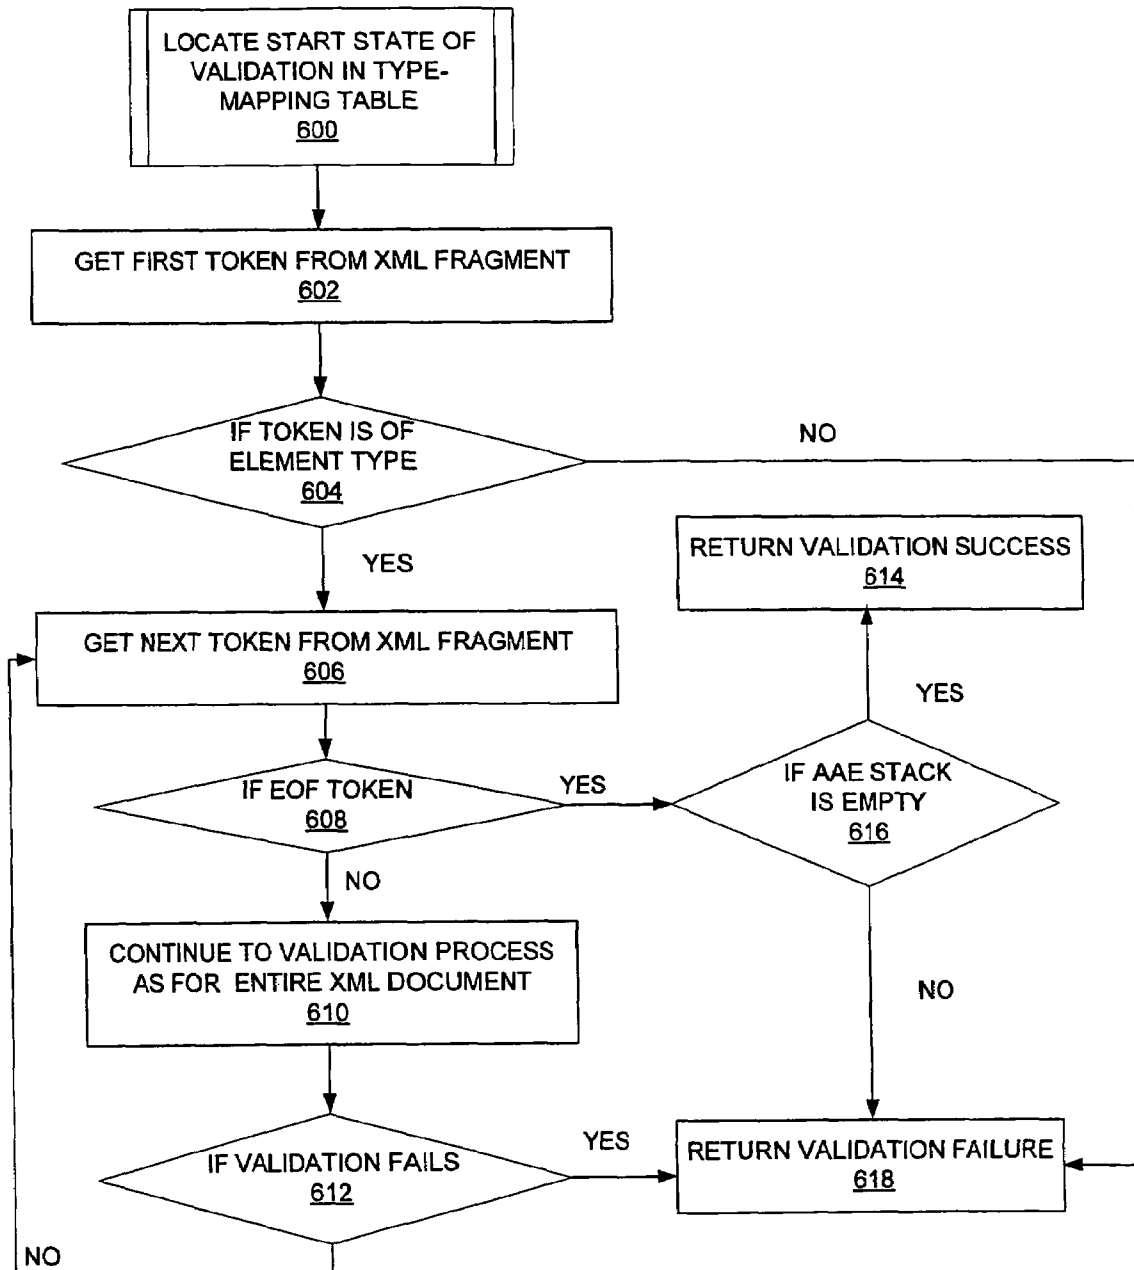 LOCATE START STATE OF
VALIDATION IN TYPE-
MAPPING TABLE
600
GET FIRST TOKEN FROM XML FRAGMENT
602
IF TOKEN IS OF
ELEMENT TYPE
604
NO
YES
RETURN VALIDATION SUCCESS
614
GET NEXT TOKEN FROM XML FRAGMENT
606
YES
IF EOF TOKEN
608
YES
IF AAE STACK
IS EMPTY
616
NO
CONTINUE TO VALIDATION PROCESS
AS FOR ENTIRE XML DOCUMENT
610
NO
IF VALIDATION FAILS
612
YES
RETURN VALIDATION FAILURE
618
NO